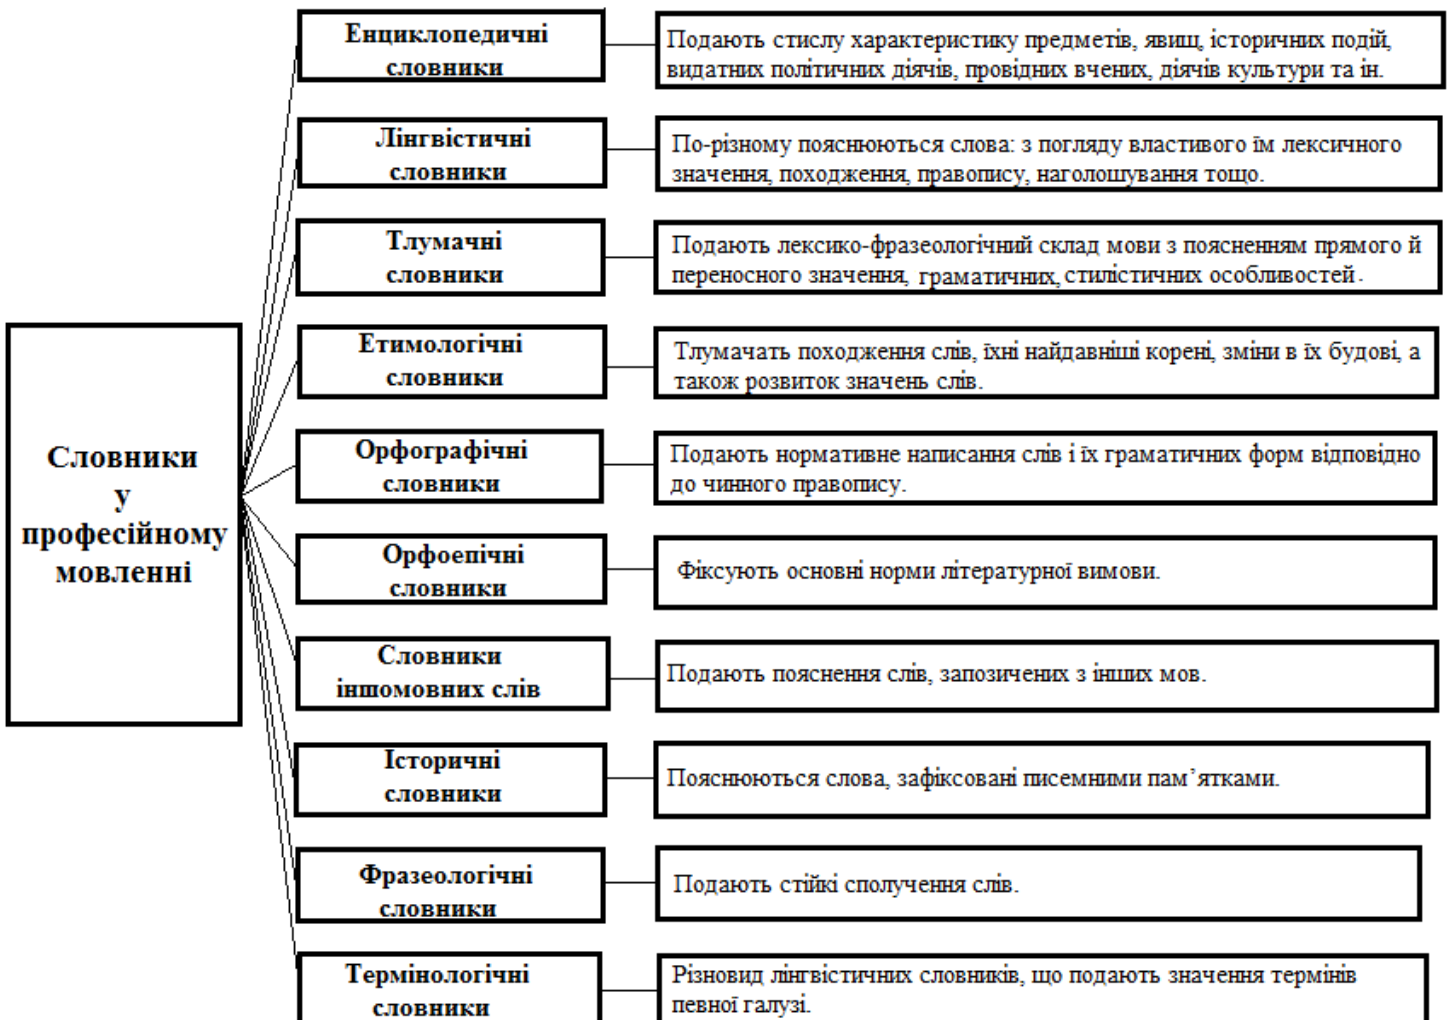 Словники
у
професійному
мовленні
Енциклопедичні
словники
Подають стислу характеристику предметів, явищ, історичних подій,
видатних політичних діячів, провідних вчених, діячів культури та ін.
Лінгвістичні
словники
По-різному пояснюються слова: з погляду властивого їм лексичного
значення, походження, правопису, наголошування тощо.
Тлумачні
словники
Подають лексико-фразеологічний склад мови з поясненням прямого й
переносного значення, граматичних, стилістичних особливостей.
Етимологічні
словники
Тлумачать походження слів, їхні найдавніші корені, зміни в їх будові, а
також розвиток значень слів.
Орфографічні
словники
Подають нормативне написання слів і їх граматичних форм відповідно
до чинного правопису.
Орфоепічні
словники
Фіксують основні норми літературної вимови.
Словники
іншомовних слів
Подають пояснення слів, запозичених з інших мов.
Історичні
словники
Пояснюються слова, зафіксовані писемними пам’ятками.
Фразеологічні
словники
Подають стійкі сполучення слів.
Термінологічні
словники
Різновид лінгвістичних словників, що подають значення термінів
певної галузі.